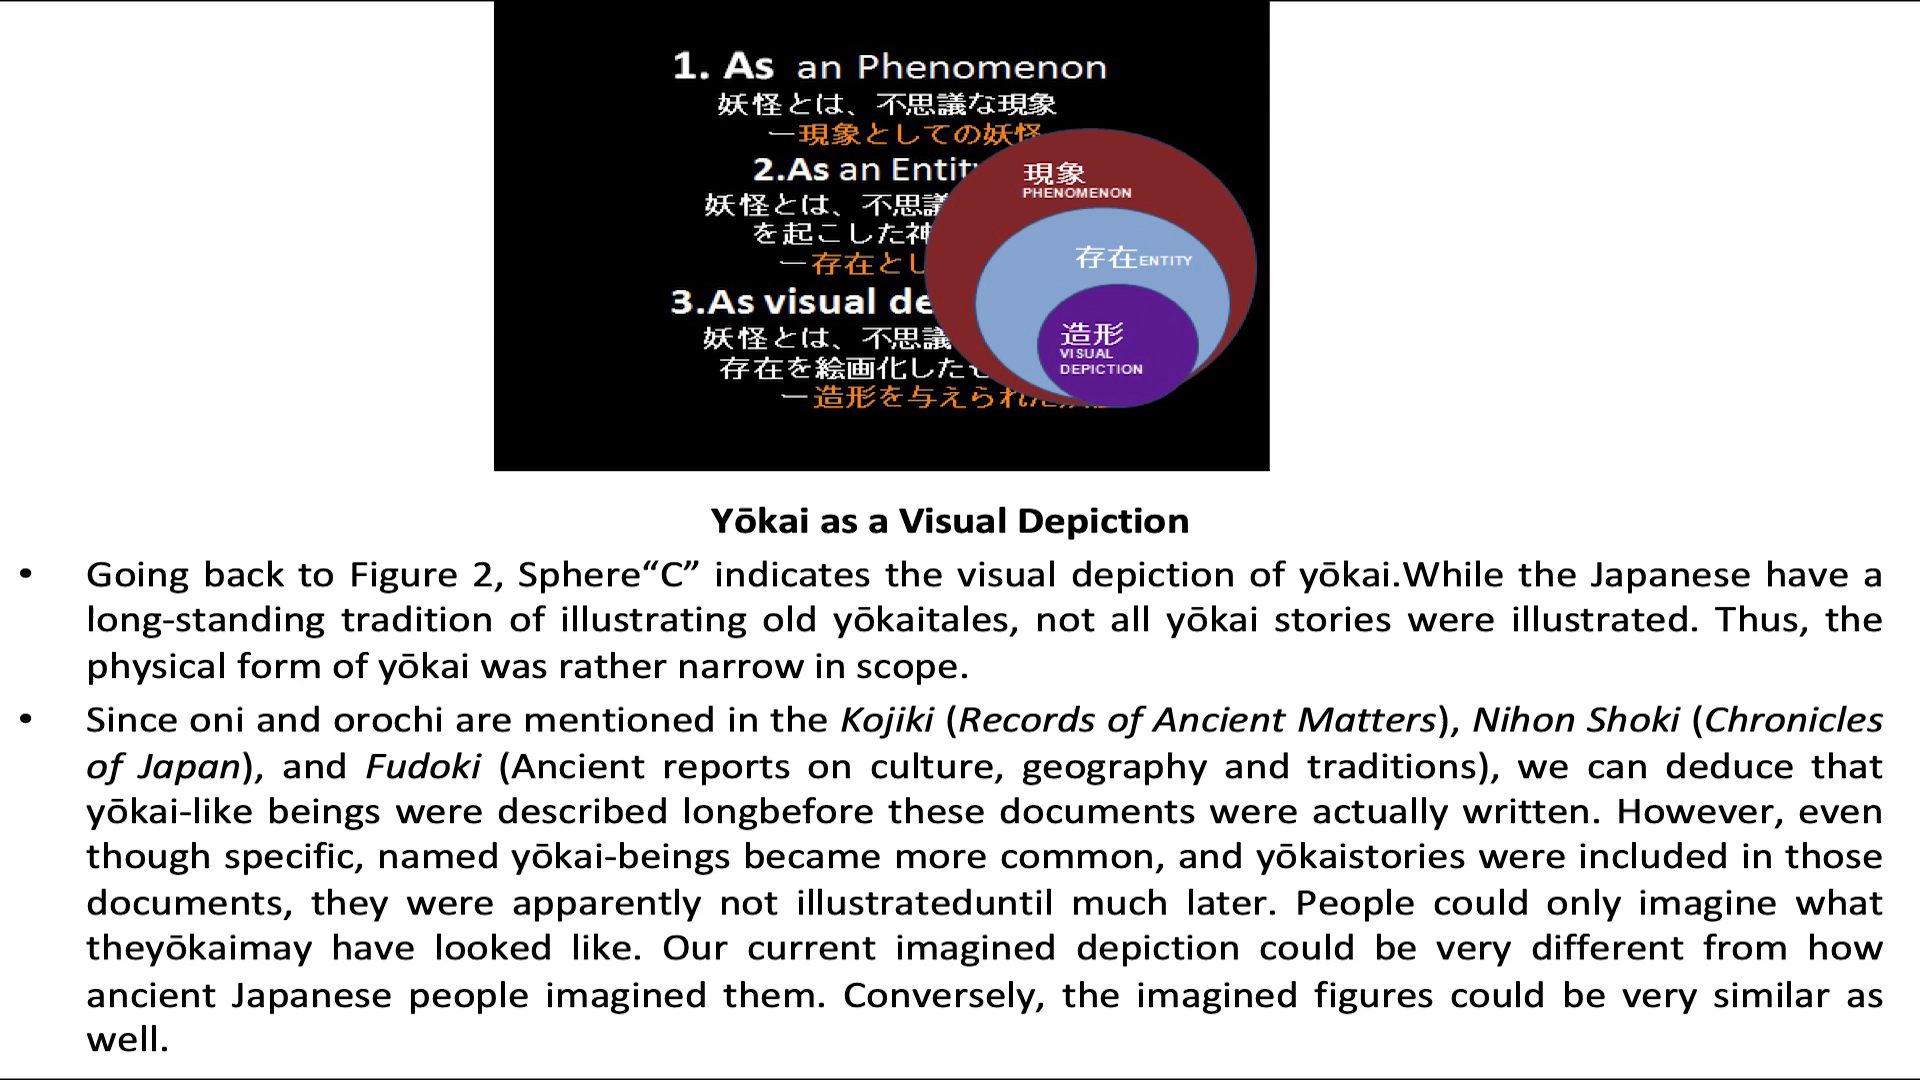 1. As an Phenomenon
妖怪とは、不思議な現象
ー現象としての妖怪
2.As an Entity
妖怪とは、不思議
を起こした神
ー存在とし
3.As visual de
妖怪とは、不思議
存在を絵画化したも
ー造形を与えられた
現象
PHENOMENON
存在ENTITY
造形
VISUAL
DEPICTION
Yōkai as a Visual Depiction
• Going back to Figure 2, Sphere“C” indicates the visual depiction of yōkai.While the Japanese have a
long-standing tradition of illustrating old yōkaitales, not all yōkai stories were illustrated. Thus, the
physical form of yōkai was rather narrow in scope.
• Since oni and orochi are mentioned in the Kojiki (Records of Ancient Matters), Nihon Shoki (Chronicles
of Japan), and Fudoki (Ancient reports on culture, geography and traditions), we can deduce that
yōkai-like beings were described longbefore these documents were actually written. However, even
though specific, named yōkai-beings became more common, and yōkaistories were included in those
documents, they were apparently not illustrateduntil much later. People could only imagine what
theyōkaimay have looked like. Our current imagined depiction could be very different from how
ancient Japanese people imagined them. Conversely, the imagined figures could be very similar as
well.